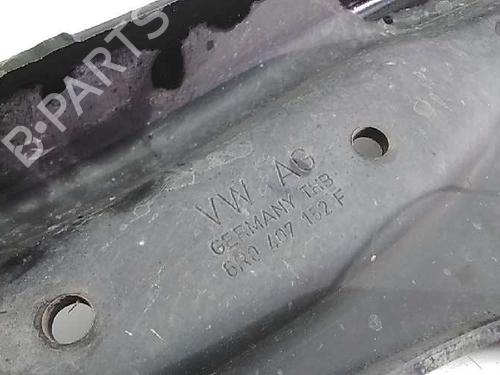 B-PARTS
VW AG
GERMANY THB
6R0 407 152 F